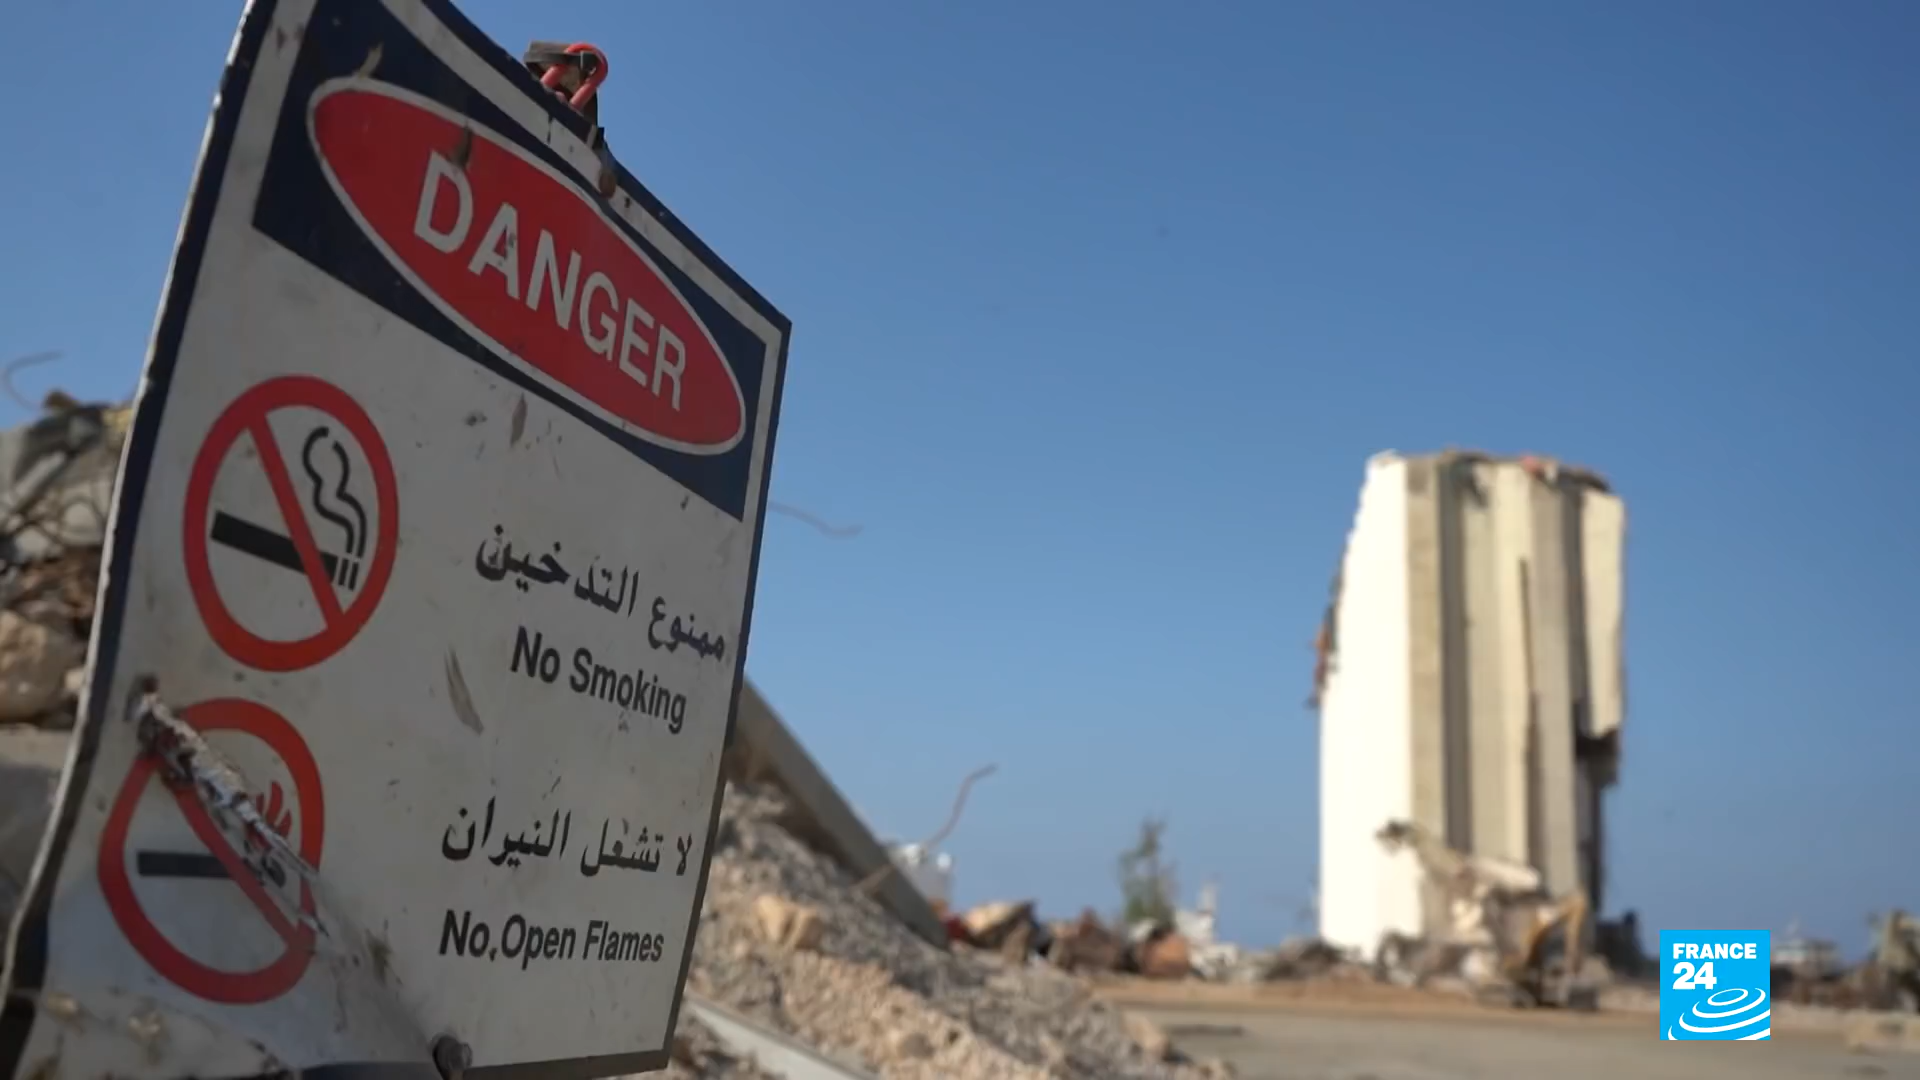 DANGER
ممنوع التدخين
No Smoking
لا تشعل النيران
No Open Flames
FRANCE
24